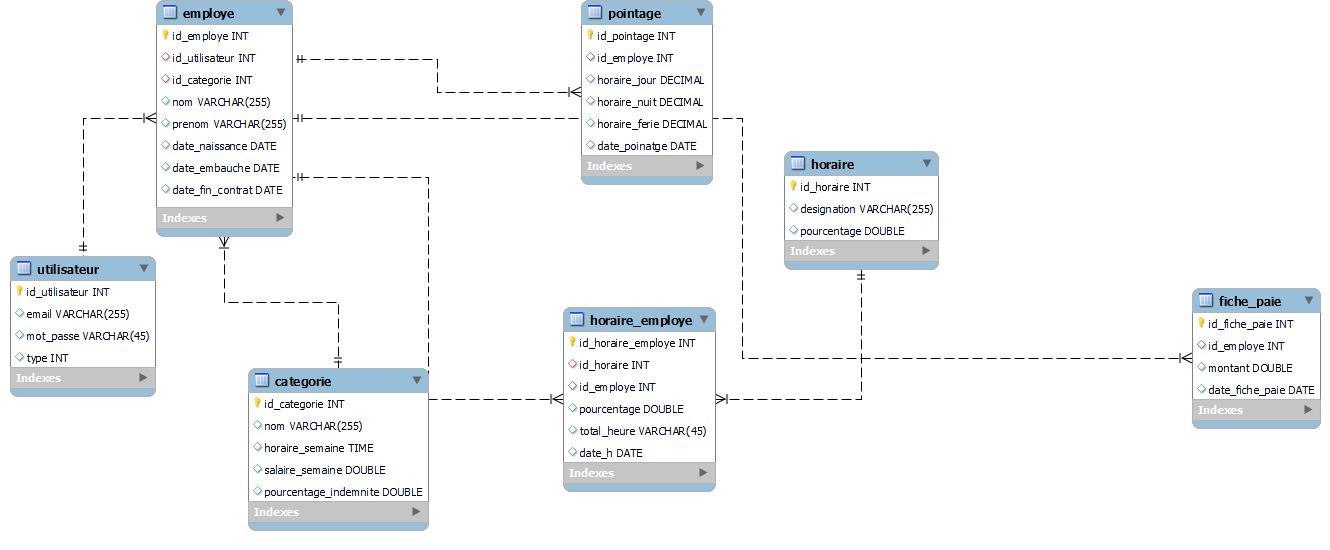 employe
id_employe INT
id_utilisateur INT
id_categorie INT
nom VARCHAR(255)
prenom VARCHAR(255)
date_naissance DATE
date_embauche DATE
date_fin_contrat DATE
Indexes
pointage
id_pointage INT
id_employe INT
horaire_jour DECIMAL
horaire_nuit DECIMAL
horaire_ferie DECIMAL
date_poinatge DATE
Indexes
horaire
id_horaire INT
designation VARCHAR(255)
pourcentage DOUBLE
Indexes
utilisateur
id_utilisateur INT
email VARCHAR(255)
mot_passe VARCHAR(45)
type INT
Indexes
categorie
id_categorie INT
nom VARCHAR(255)
horaire_semaine TIME
salaire_semaine DOUBLE
pourcentage_indemnite DOUBLE
Indexes
horaire_employe
id_horaire_employe INT
id_horaire INT
id_employe INT
pourcentage DOUBLE
total_heure VARCHAR(45)
date_h DATE
Indexes
fiche_paie
id_fiche_paie INT
id_employe INT
montant DOUBLE
date_fiche_paie DATE
Indexes